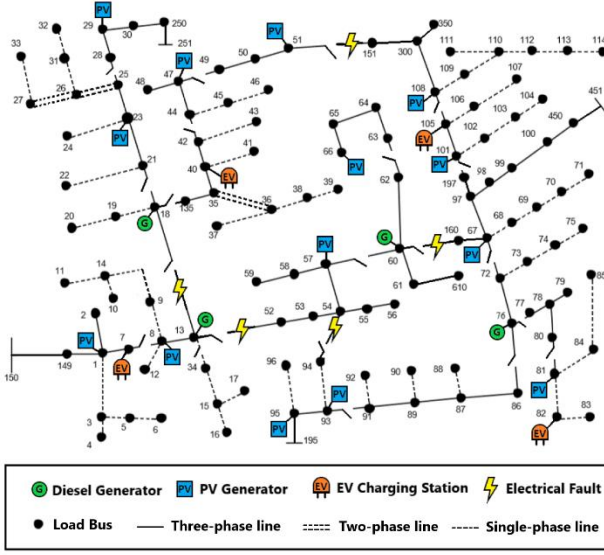 32 29 PV 30 250
33 28 251 PV 51 350
31 49 50 151 300 111 110 112 113 114
25 48 47 109 107
27 26 46 PV 108
23 44 45 65 64 106 104 451
PV 43 105 103 450
24 42 63 EV 102 100
21 40 41 66 PV 101 99
22 EV 62 PV 98 71
20 19 18 135 35 36 38 39 197 97 70
G 37 68 69
11 14 PV G 160 67 75
59 58 57 60 PV 73 74
9 61 610 72 79 85
2 10 G 54 76 77 78
7 8 13 52 53 55 56 G 80 84
PV 149 1 EV 12 PV 34 96 94 81
150 17 92 90 88 PV
3 15 PV 95 PV 93 91 89 87 86 82 83
4 5 6 16 195 EV
G Diesel Generator PV PV Generator EV EV Charging Station Electrical Fault
Load Bus Three-phase line Two-phase line Single-phase line